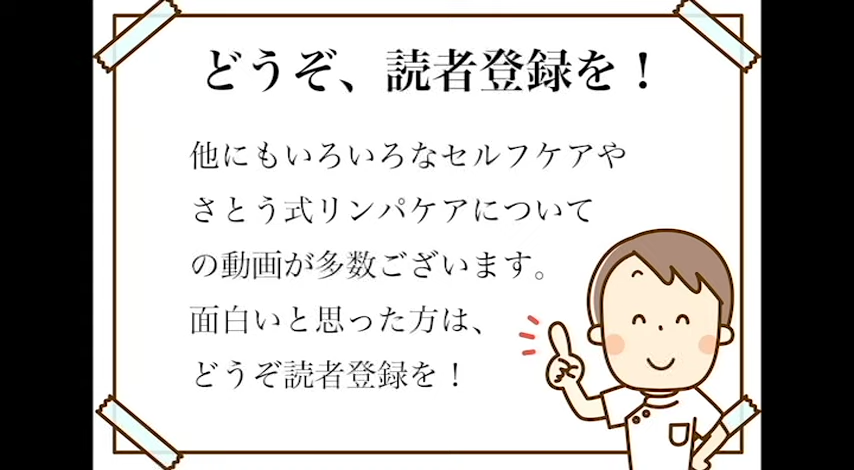 どうぞ、読者登録を！
他にもいろいろなセルフケアや
さとう式リンパケアについて
の動画が多数ございます。
面白いと思った方は、
どうぞ読者登録を！